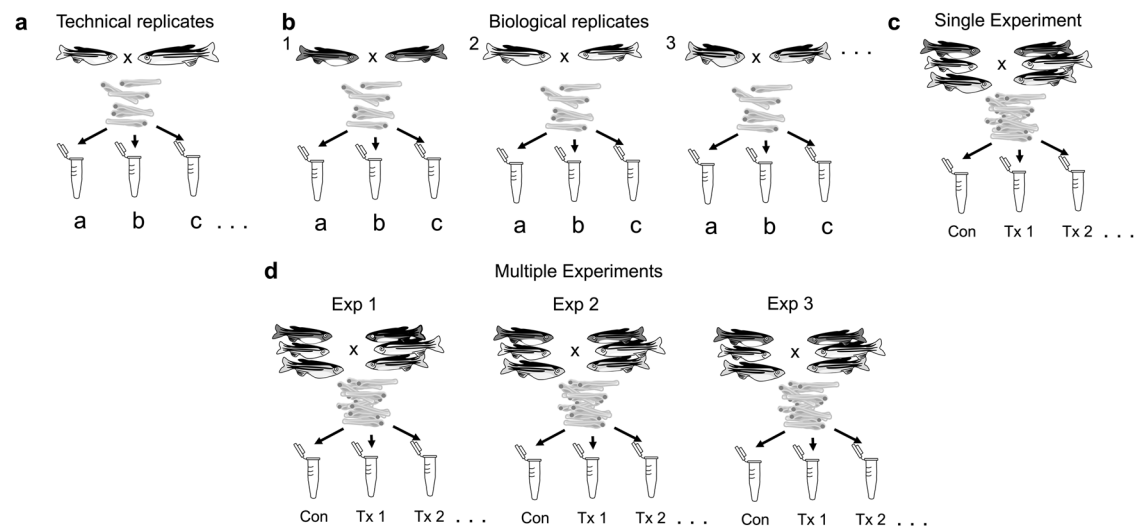 a Technical replicates
a b c . . .
b Biological replicates
1 2 3 . . .
a b c a b c a b c
c Single Experiment
Con Tx 1 Tx 2 . . .
d Multiple Experiments
Exp 1 Exp 2 Exp 3
x x x x x x x x
Con Tx 1 Tx 2 . . . Con Tx 1 Tx 2 . . . Con Tx 1 Tx 2 . . .